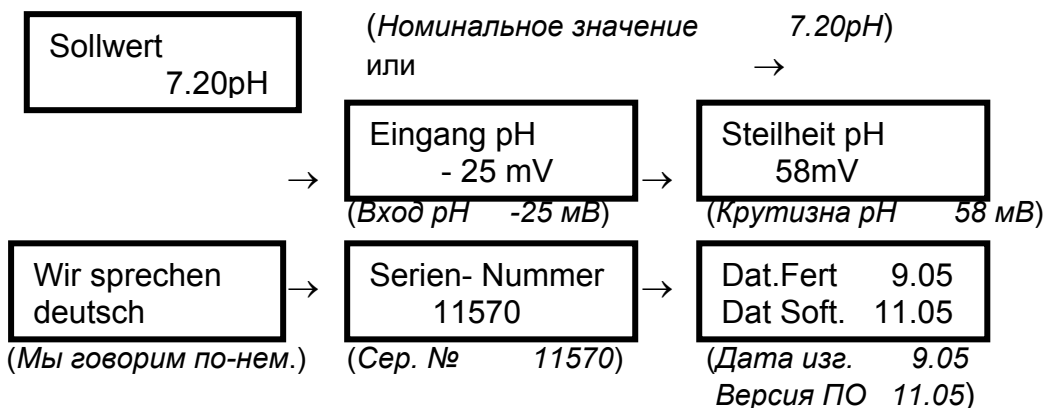 Sollwert
7.20pH
(Номинальное значение 7.20pH)
или →
→
Eingang pH
- 25 mV
→
Steilheit pH
58mV
(Вход pH -25 мВ)
(Крутизна pH 58 мВ)
Wir sprechen
deutsch
→
Serien- Nummer
11570
→
Dat.Fert 9.05
Dat Soft. 11.05
(Мы говорим по-нем.)
(Сер. № 11570)
(Дата изг. 9.05
Версия ПО 11.05)